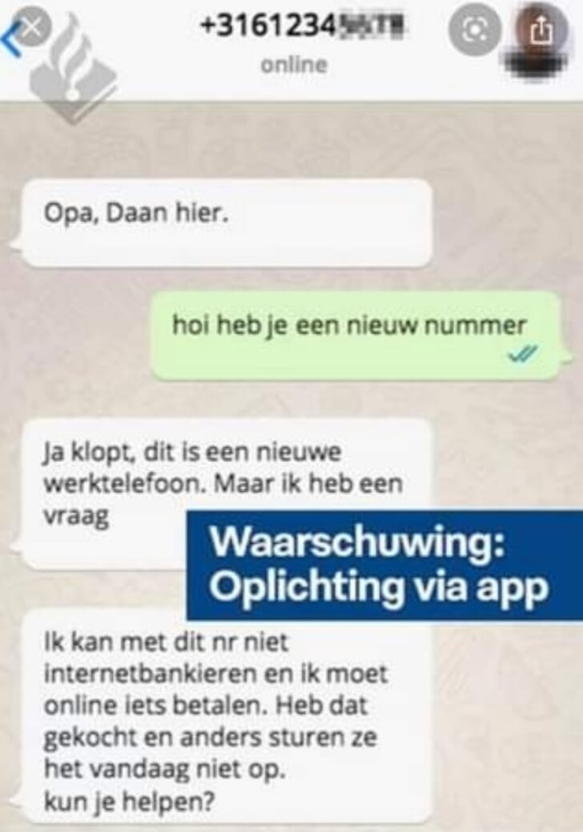 +31612345678
online
Opa, Daan hier.
hoi heb je een nieuw nummer
Ja klopt, dit is een nieuwe
werktelefoon. Maar ik heb een
vraag
Waarschuwing:
Oplichting via app
Ik kan met dit nr niet
internetbankieren en ik moet
online iets betalen. Heb dat
gekocht en anders sturen ze
het vandaag niet op.
kun je helpen?